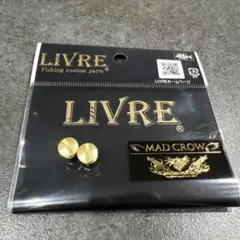 LIVRE®
Fishing custom parts
LIVREホームページ
LIVRE®
MAD CROW